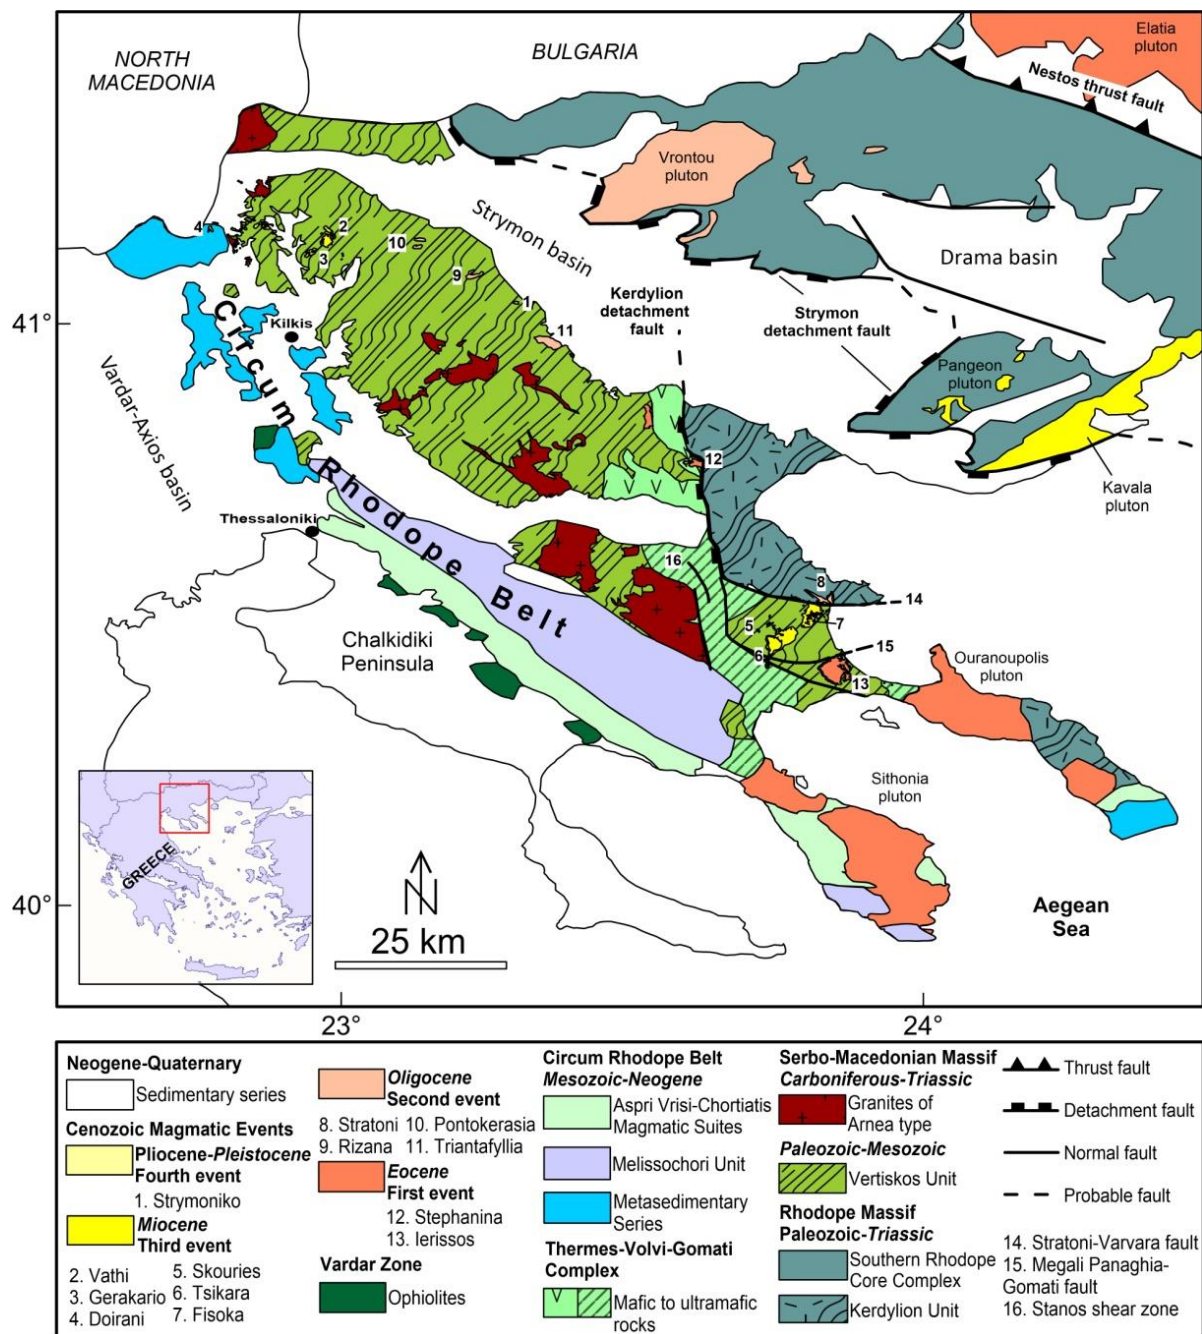 NORTH
MACEDONIA
BULGARIA
Elatia
pluton
Nestos thrust fault
Vrontou
pluton
Strymon basin
Drama basin
4
2
3
10
9
1
11
Kerdylion
detachment
fault
Strymon
detachment fault
41°
Kilkis
Circum
Rhodope Belt
Vardar-Axios basin
Pangeon
pluton
Kavala
pluton
12
Thessaloniki
16
8
14
5
7
6
15
13
Chalkidiki
Peninsula
Ouranoupolis
pluton
Sithonia
pluton
GREECE
N
25 km
40°
Aegean
Sea
23°
24°
Neogene-Quaternary
Sedimentary series
Cenozoic Magmatic Events
Pliocene-Pleistocene
Fourth event
1. Strymoniko
Miocene
Third event
2. Vathi
3. Gerakario
4. Doirani
5. Skouries
6. Tsikara
7. Fisoka
Oligocene
Second event
8. Stratoni 10. Pontokerasia
9. Rizana 11. Triantafyllia
Eocene
First event
12. Stephanina
13. Ierissos
Vardar Zone
Ophiolites
Circum Rhodope Belt
Mesozoic-Neogene
Aspri Vrisi-Chortiatis
Magmatic Suites
Melissochori Unit
Metasedimentary
Series
Thermes-Volvi-Gomati
Complex
Mafic to ultramafic
rocks
Serbo-Macedonian Massif
Carboniferous-Triassic
Granites of
Arnea type
Paleozoic-Mesozoic
Vertiskos Unit
Rhodope Massif
Paleozoic-Triassic
Southern Rhodope
Core Complex
Kerdylion Unit
Thrust fault
Detachment fault
Normal fault
Probable fault
14. Stratoni-Varvara fault
15. Megali Panaghia-
Gomati fault
16. Stanos shear zone